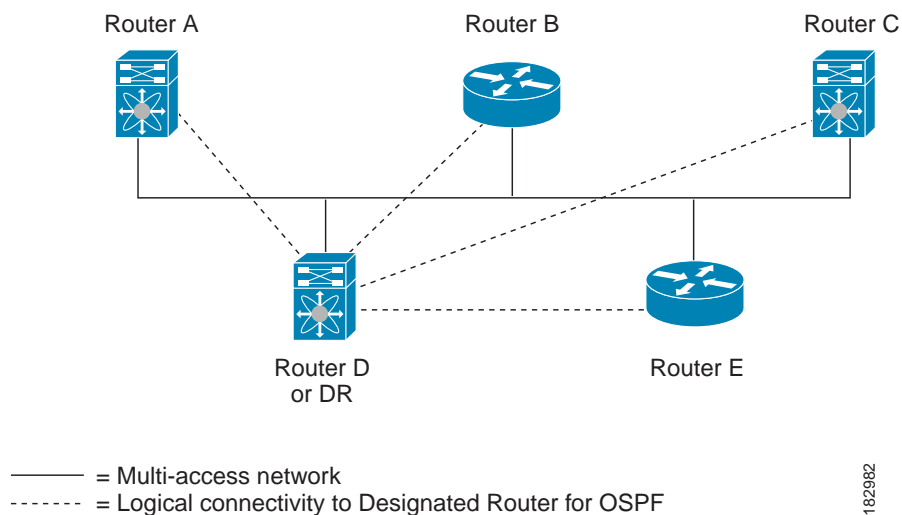 Router A
Router B
Router C
Router D
or DR
Router E
= Multi-access network
= Logical connectivity to Designated Router for OSPF
182982